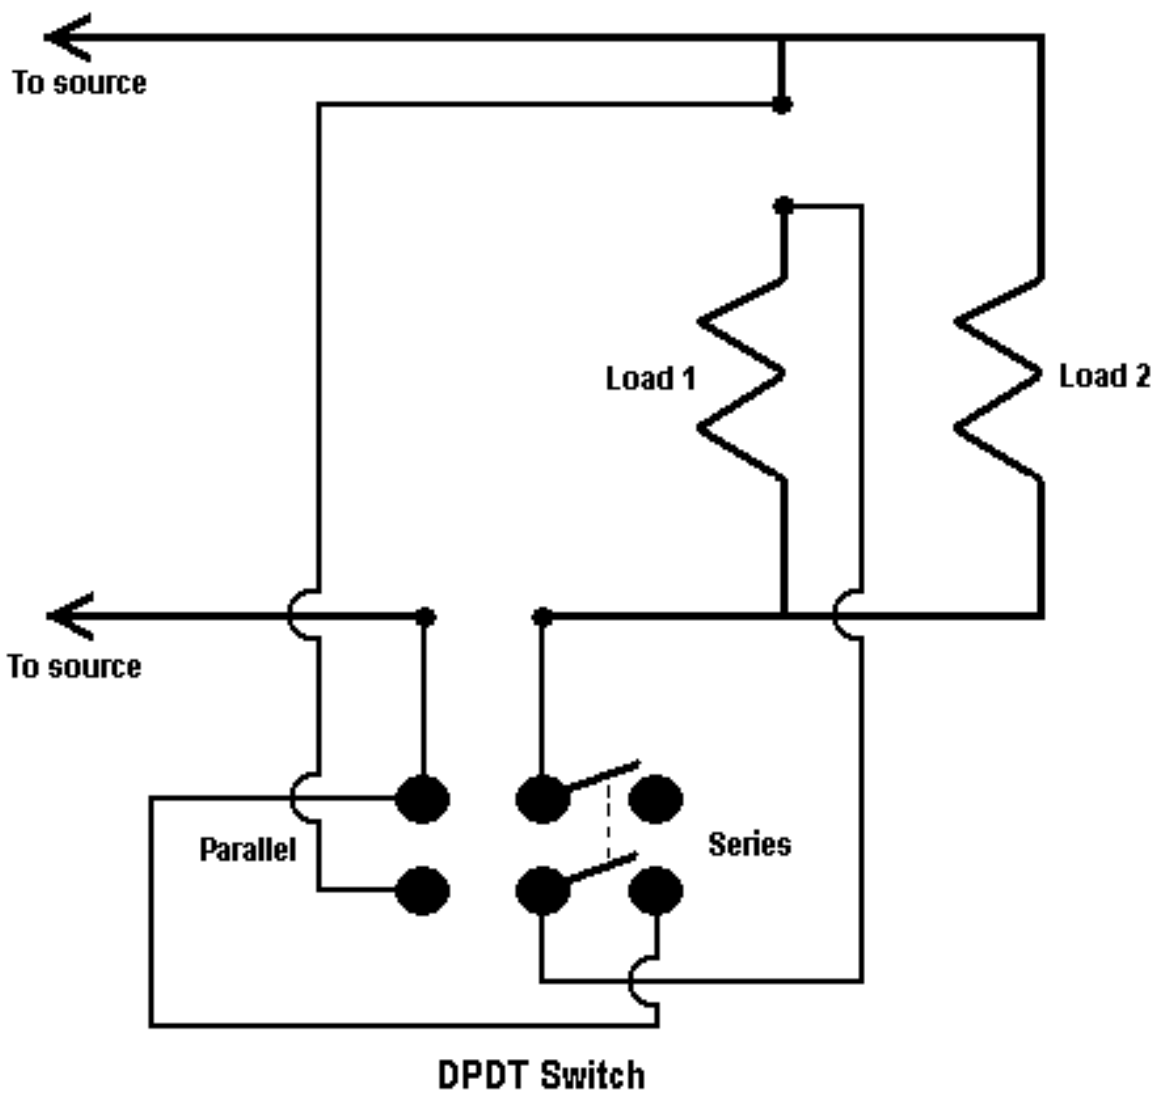 To source
Load 1
Load 2
To source
Parallel
Series
DPDT Switch